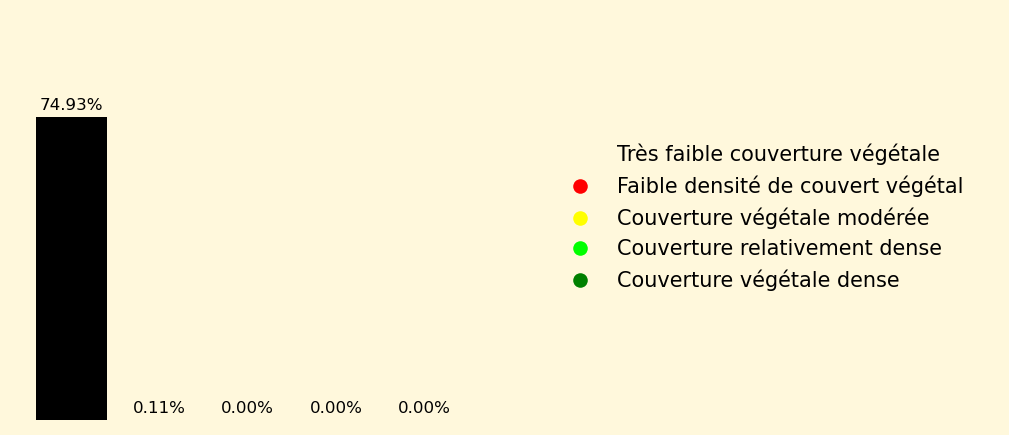 74.93%
0.11% 0.00% 0.00% 0.00%
Très faible couverture végétale
Faible densité de couvert végétal
Couverture végétale modérée
Couverture relativement dense
Couverture végétale dense